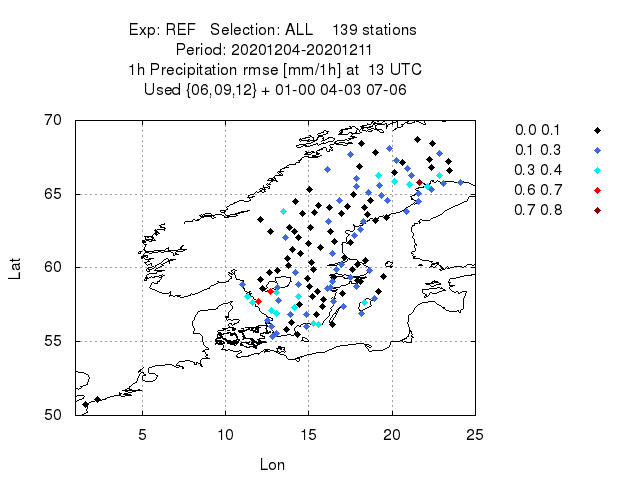 Exp: REF Selection: ALL 139 stations
Period: 20201204-20201211
1h Precipitation rmse [mm/1h] at 13 UTC
Used {06,09,12} + 01-00 04-03 07-06
70
65
60
55
50
Lat
5 10 15 20 25
Lon
0.0 0.1
0.1 0.3
0.3 0.4
0.6 0.7
0.7 0.8